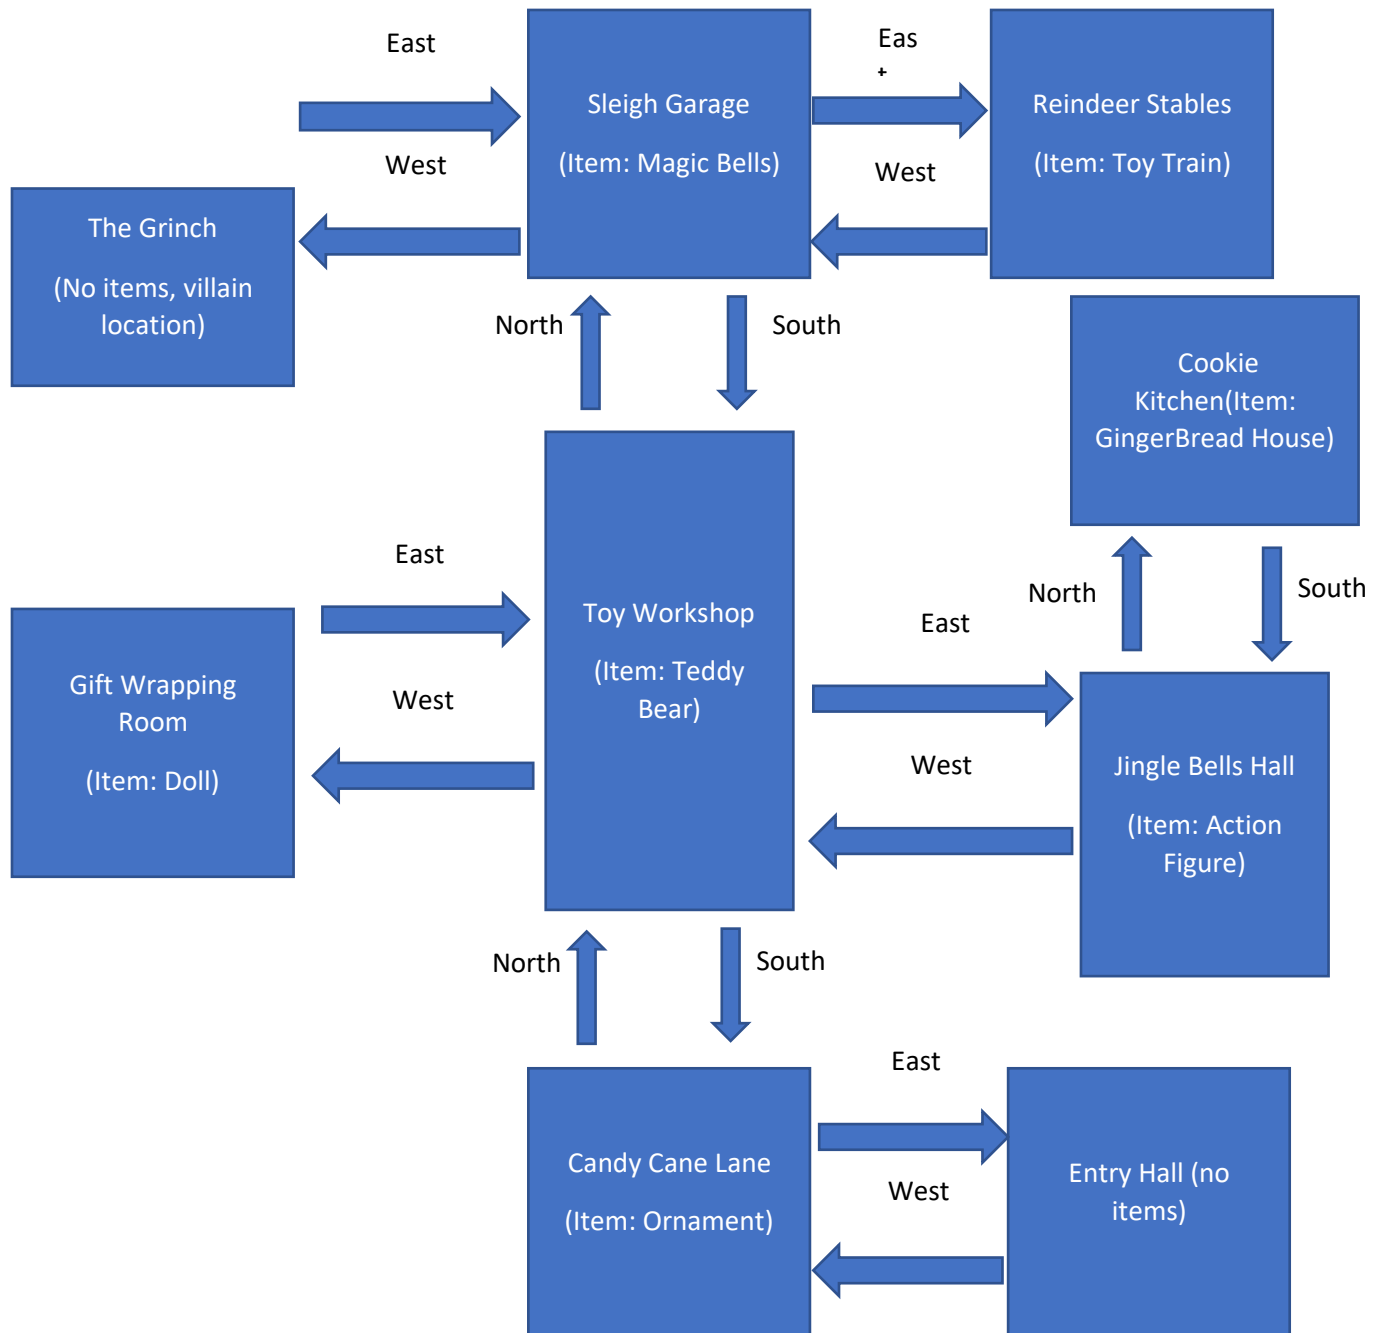 East
Eas
t
Sleigh Garage
(Item: Magic Bells)
Reindeer Stables
(Item: Toy Train)
West
West
The Grinch
(No items, villain
location)
North
South
Cookie
Kitchen(Item:
GingerBread House)
East
North
South
Toy Workshop
(Item: Teddy
Bear)
East
Gift Wrapping
Room
(Item: Doll)
West
West
Jingle Bells Hall
(Item: Action
Figure)
North
South
East
Candy Cane Lane
(Item: Ornament)
West
Entry Hall (no
items)